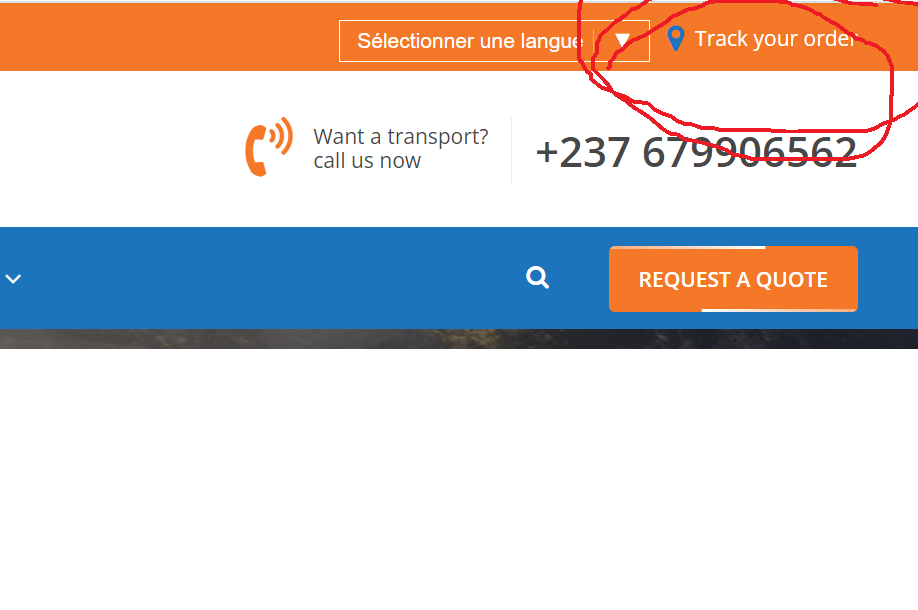 Sélectionner une langue ▼
Track your order
Want a transport?
call us now
+237 679906562
REQUEST A QUOTE